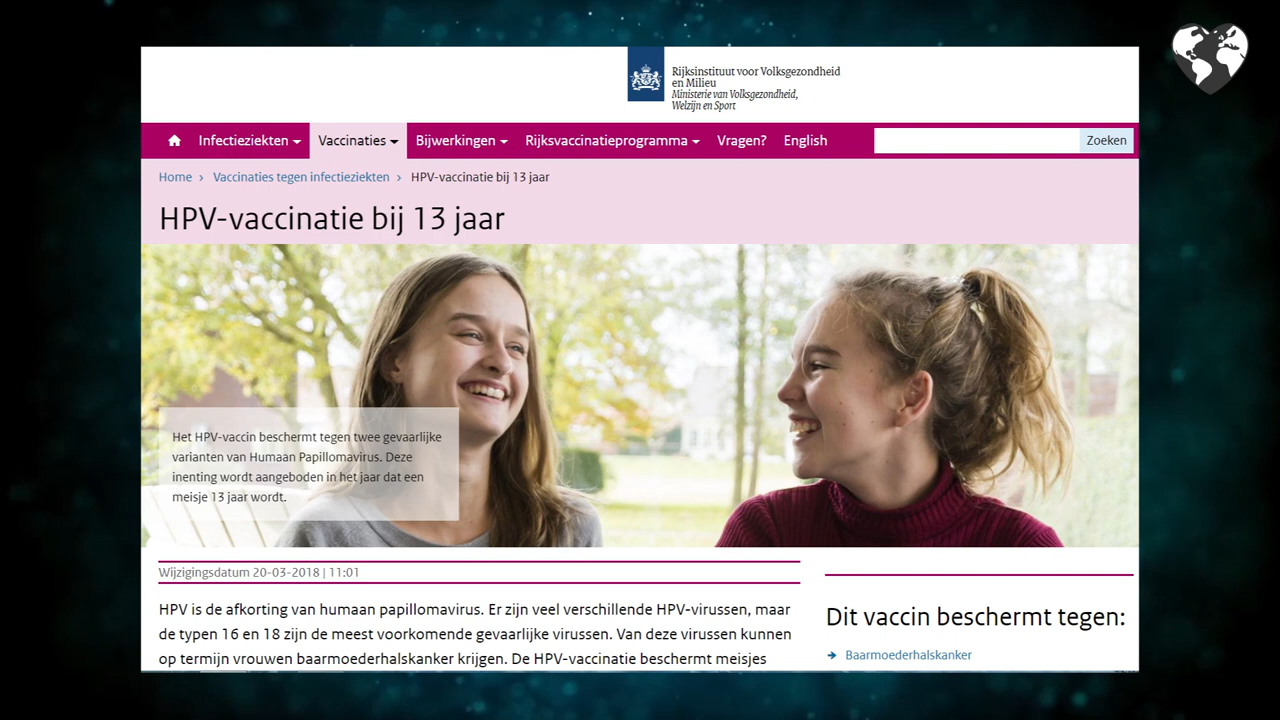 Rijksinstituut voor Volksgezondheid
en Milieu
Ministerie van Volksgezondheid,
Welzijn en Sport
Infectieziekten Vaccinaties Bijwerkingen Rijksvaccinatieprogramma Vragen? English Zoeken
Home › Vaccinaties tegen infectieziekten › HPV-vaccinatie bij 13 jaar
HPV-vaccinatie bij 13 jaar
Het HPV-vaccin beschermt tegen twee gevaarlijke
varianten van Humaan Papillomavirus. Deze
inenting wordt aangeboden in het jaar dat een
meisje 13 jaar wordt.
Wijzigingsdatum 20-03-2018 | 11:01
HPV is de afkorting van humaan papillomavirus. Er zijn veel verschillende HPV-virussen, maar
de typen 16 en 18 zijn de meest voorkomende gevaarlijke virussen. Van deze virussen kunnen
op termijn vrouwen baarmoederhalskanker krijgen. De HPV-vaccinatie beschermt meisjes
Dit vaccin beschermt tegen:
Baarmoederhalskanker